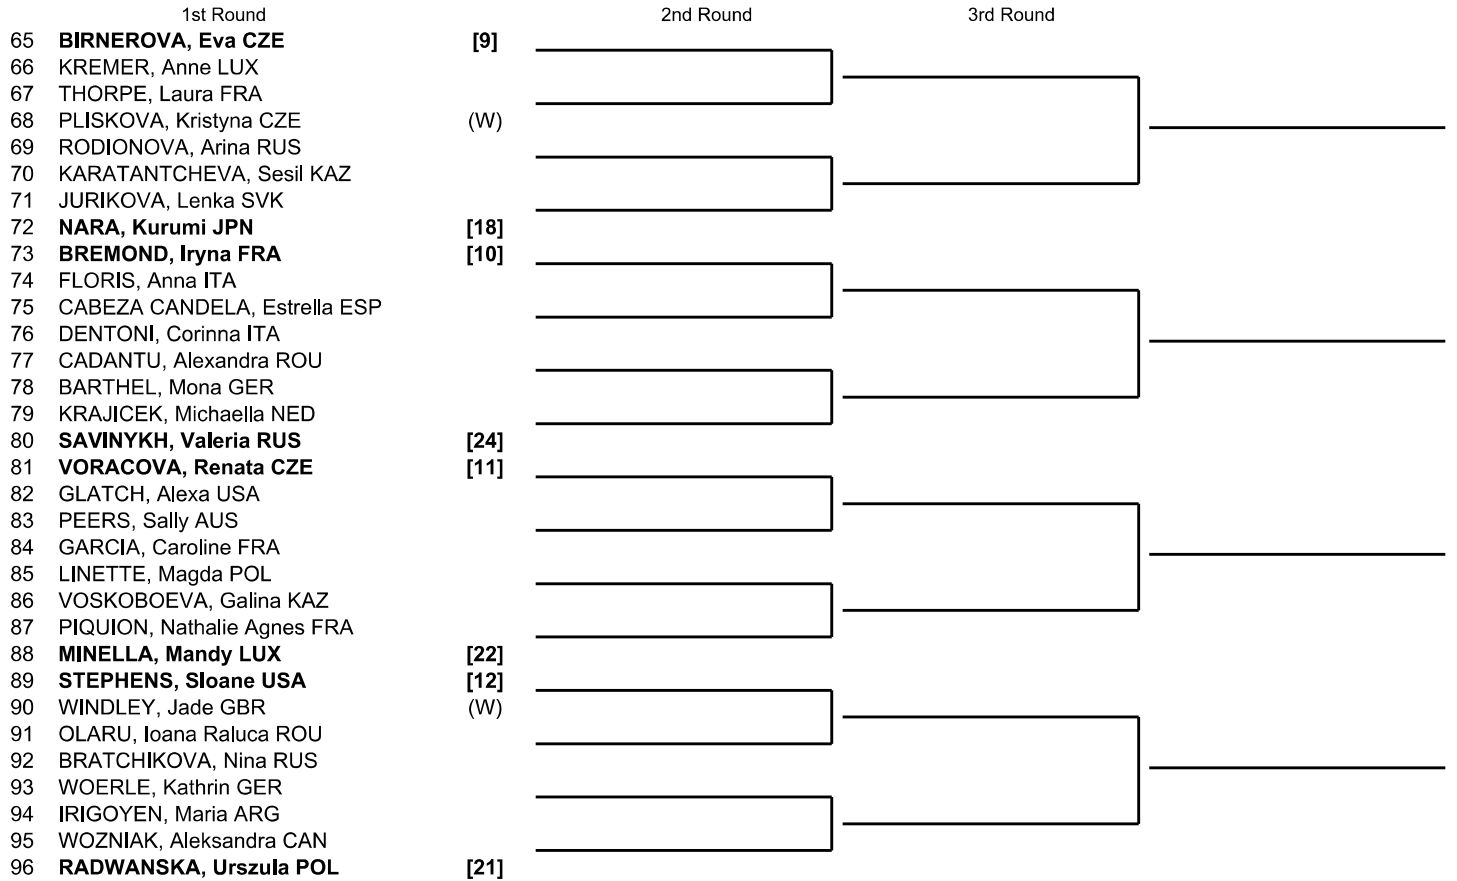 1st Round 2nd Round 3rd Round
65 BIRNEROVA, Eva CZE [9]
66 KREMER, Anne LUX
67 THORPE, Laura FRA
68 PLISKOVA, Kristyna CZE (W)
69 RODIONOVA, Arina RUS
70 KARATANTCHEVA, Sesil KAZ
71 JURIKOVA, Lenka SVK
72 NARA, Kurumi JPN [18]
73 BREMOND, Iryna FRA [10]
74 FLORIS, Anna ITA
75 CABEZA CANDELA, Estrella ESP
76 DENTONI, Corinna ITA
77 CADANTU, Alexandra ROU
78 BARTHEL, Mona GER
79 KRAJICEK, Michaella NED
80 SAVINYKH, Valeria RUS [24]
81 VORACOVA, Renata CZE [11]
82 GLATCH, Alexa USA
83 PEERS, Sally AUS
84 GARCIA, Caroline FRA
85 LINETTE, Magda POL
86 VOSKOBOEVA, Galina KAZ
87 PIQUION, Nathalie Agnes FRA
88 MINELLA, Mandy LUX [22]
89 STEPHENS, Sloane USA [12]
90 WINDLEY, Jade GBR (W)
91 OLARU, Ioana Raluca ROU
92 BRATCHIKOVA, Nina RUS
93 WOERLE, Kathrin GER
94 IRIGOYEN, Maria ARG
95 WOZNIAK, Aleksandra CAN
96 RADWANSKA, Urszula POL [21]